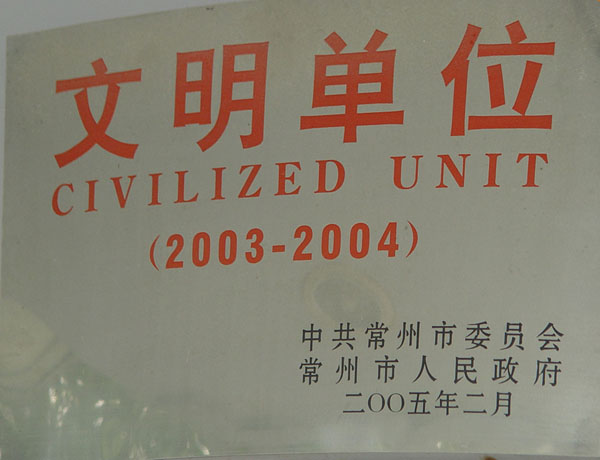 文明单位
CIVILIZED UNIT
(2003-2004)
中共常州市委员会
常州市人民政府
二〇〇五年二月